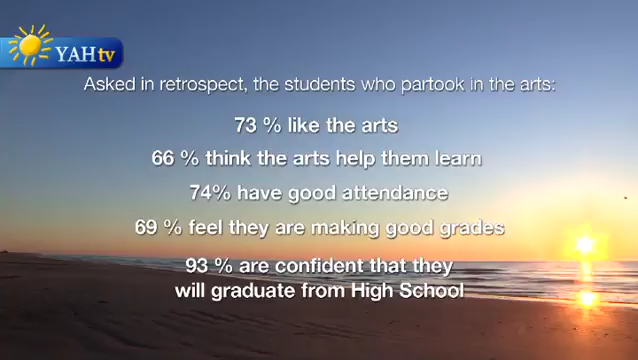 YAHtv
Asked in retrospect, the students who partook in the arts:
73 % like the arts
66 % think the arts help them learn
74% have good attendance
69 % feel they are making good grades
93 % are confident that they
will graduate from High School